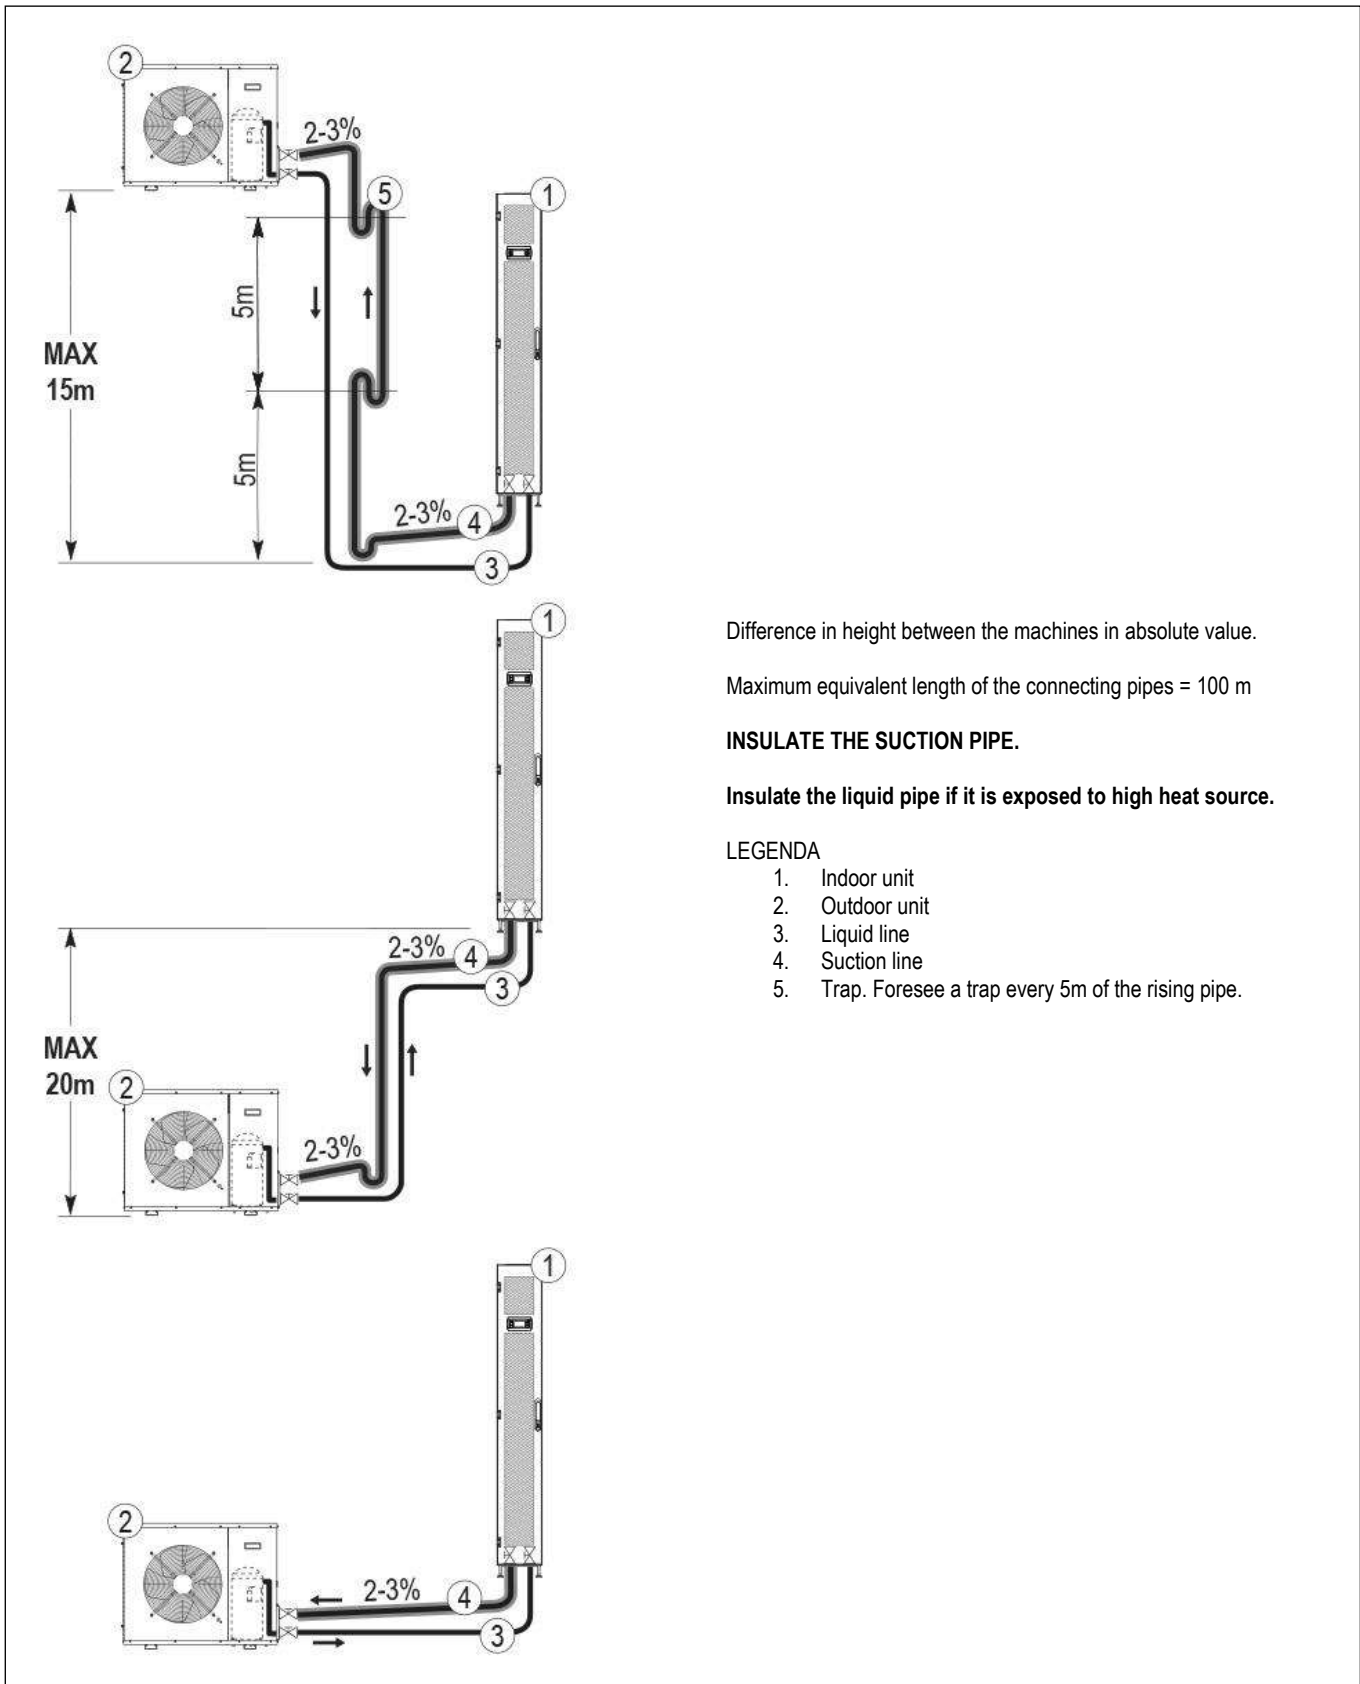 2
2-3%
5
1
5m
MAX
15m
5m
2-3%
4
3
1
Difference in height between the machines in absolute value.
Maximum equivalent length of the connecting pipes = 100 m
INSULATE THE SUCTION PIPE.
Insulate the liquid pipe if it is exposed to high heat source.
LEGENDA
1. Indoor unit
2. Outdoor unit
3. Liquid line
4. Suction line
5. Trap. Foresee a trap every 5m of the rising pipe.
2-3%
4
3
MAX
20m
2
2-3%
1
2
2-3%
4
3